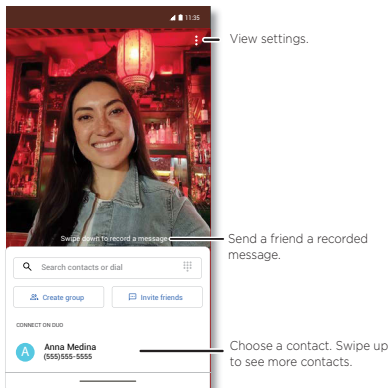 11:35
View settings.
Swipe down to record a message
Send a friend a recorded
message.
Search contacts or dial
Create group
Invite friends
CONNECT ON DUO
A
Anna Medina
(555)555-5555
Choose a contact. Swipe up
to see more contacts.